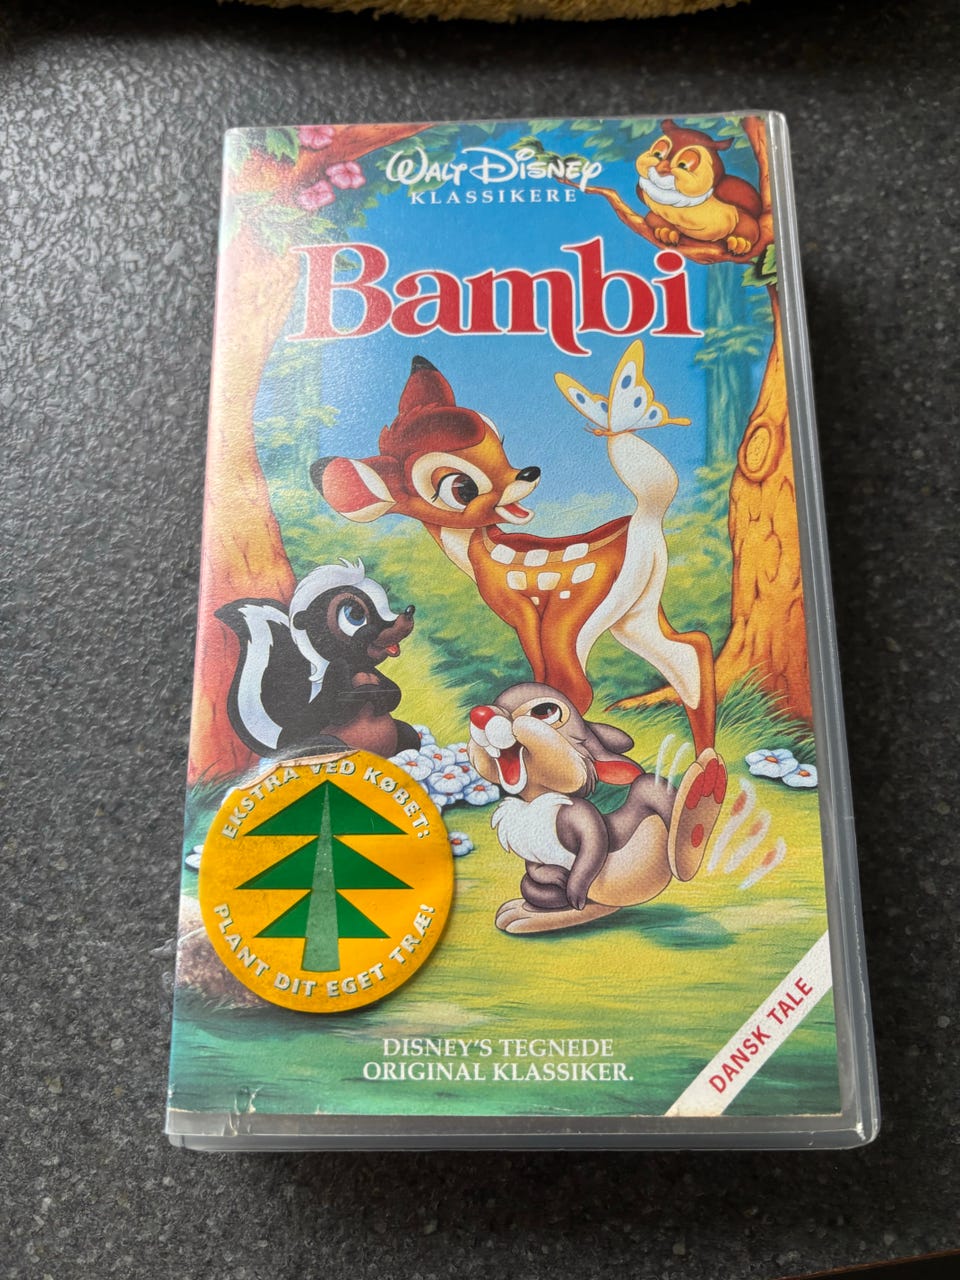 WALT DISNEY
KLASSIKERE
Bambi
EKSTRA VED KØBET:
PLANT DIT EGET TRÆ!
DISNEY'S TEGNEDE
ORIGINAL KLASSIKER.
DANSK TALE